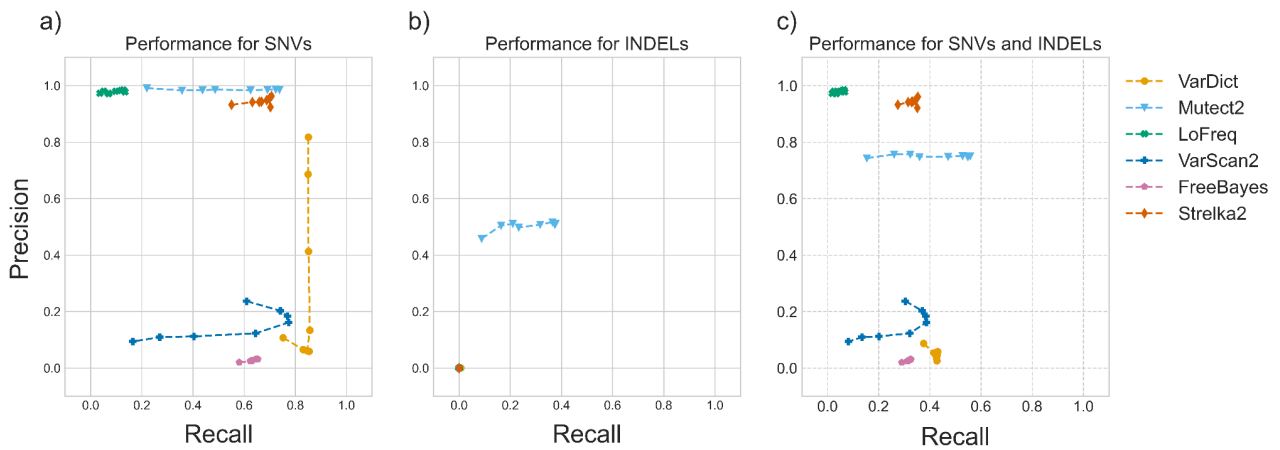 a)
Performance for SNVs
1.0
0.8
0.6
0.4
0.2
0.0
0.0 0.2 0.4 0.6 0.8 1.0
Precision
Recall
b)
Performance for INDELs
1.0
0.8
0.6
0.4
0.2
0.0
0.0 0.2 0.4 0.6 0.8 1.0
Recall
c)
Performance for SNVs and INDELs
1.0
0.8
0.6
0.4
0.2
0.0
0.0 0.2 0.4 0.6 0.8 1.0
Recall
VarDict
Mutect2
LoFreq
VarScan2
FreeBayes
Strelka2